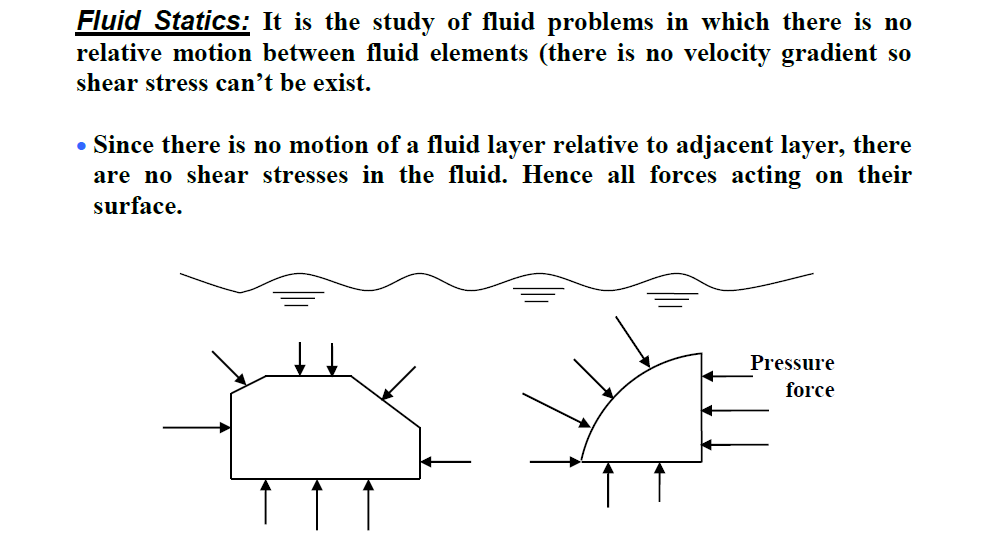 Fluid Statics: It is the study of fluid problems in which there is no
relative motion between fluid elements (there is no velocity gradient so
shear stress can’t be exist.
• Since there is no motion of a fluid layer relative to adjacent layer, there
are no shear stresses in the fluid. Hence all forces acting on their
surface.
Pressure
force